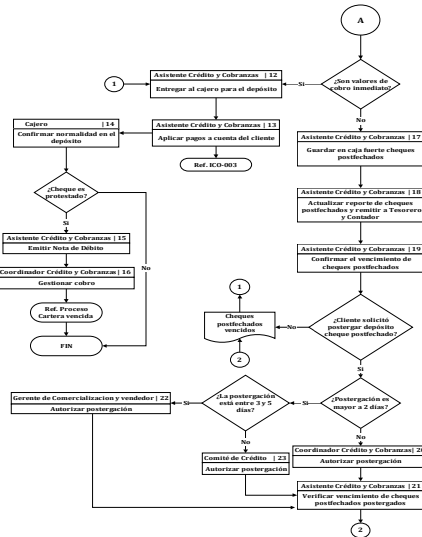 A
¿Son valores de
cobro inmediato?
Si
No
1
Asistente Crédito y Cobranzas | 12
Entregar al cajero para el depósito
Asistente Crédito y Cobranzas | 13
Aplicar pagos a cuenta del cliente
Ref. ICO-003
Cajero | 14
Confirmar normalidad en el
depósito
¿Cheque es
protestado?
Si
No
Asistente Crédito y Cobranzas | 15
Emitir Nota de Débito
Coordinador Crédito y Cobranzas | 16
Gestionar cobro
Ref. Proceso
Cartera vencida
FIN
Asistente Crédito y Cobranzas | 17
Guardar en caja fuerte cheques
postfechados
Asistente Crédito y Cobranzas | 18
Actualizar reporte de cheques
postfechados y remitir a Tesorero
y Contador
Asistente Crédito y Cobranzas | 19
Confirmar el vencimiento de
cheques postfechados
¿Cliente solicitó
postergar depósito
cheque postfechado?
No
Si
1
Cheques
postfechados
vencidos
2
¿Postergación es
mayor a 2 días?
Si
No
¿La postergación
está entre 3 y 5
días?
Si
No
Gerente de Comercializacion y vendedor | 22
Autorizar postergación
Comité de Crédito | 23
Autorizar postergación
Coordinador Crédito y Cobranzas|
Autorizar postergación
Asistente Crédito y Cobranzas | 21
Verificar vencimiento de cheques
postfechados postergados
2